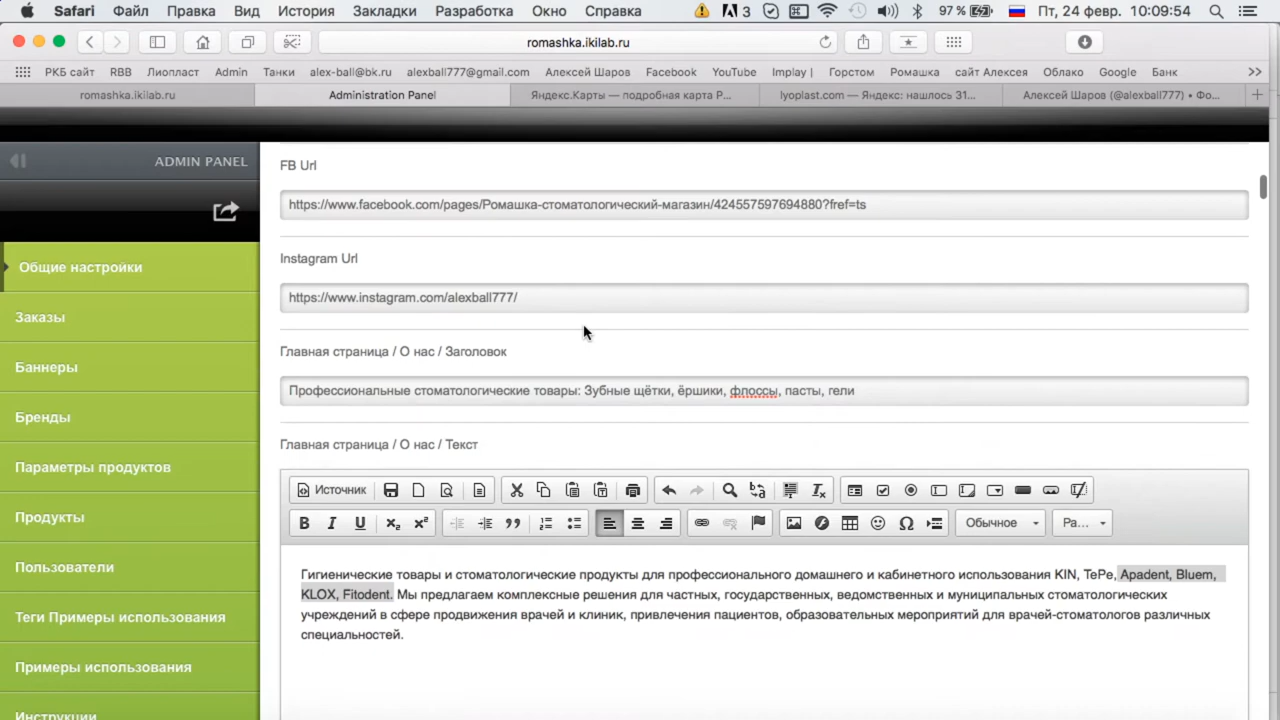 Safari Файл Правка Вид История Закладки Разработка Окно Справка 3 97 % Пт, 24 февр. 10:09:54
romashka.ikilab.ru
РКБ сайт RBB Лиопласт Admin Танки alex-ball@bk.ru alexball777@gmail.com Алексей Шаров Facebook YouTube Implay | Горстом Ромашка сайт Алексея Облако Google Банк
romashka.ikilab.ru Administration Panel Яндекс.Карты — подробная карта Р... lyoplast.com — Яндекс: нашлось 31... Алексей Шаров (@alexball777) • Фо...
ADMIN PANEL
Общие настройки
Заказы
Баннеры
Бренды
Параметры продуктов
Продукты
Пользователи
Теги Примеры использования
Примеры использования
Инструкции
FB Url
https://www.facebook.com/pages/Ромашка-стоматологический-магазин/424557597694880?fref=ts
Instagram Url
https://www.instagram.com/alexball777/
Главная страница / О нас / Заголовок
Профессиональные стоматологические товары: Зубные щётки, ёршики, флоссы, пасты, гели
Главная страница / О нас / Текст
Источник
Обычное Ра...
Гигиенические товары и стоматологические продукты для профессионального домашнего и кабинетного использования KIN, TePe, Apadent, Bluem,
KLOX, Fitodent. Мы предлагаем комплексные решения для частных, государственных, ведомственных и муниципальных стоматологических
учреждений в сфере продвижения врачей и клиник, привлечения пациентов, образовательных мероприятий для врачей-стоматологов различных
специальностей.